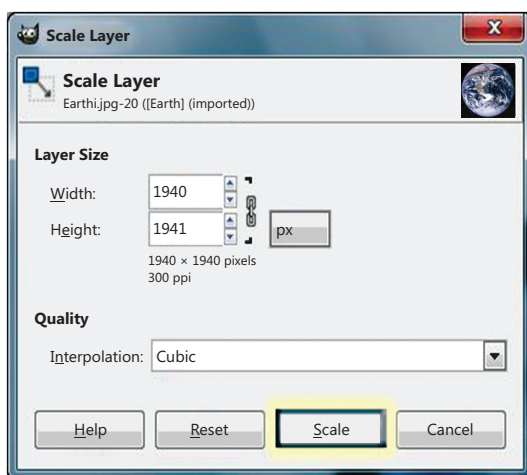 Scale Layer
X
Scale Layer
Earthi.jpg-20 ([Earth] (imported))
Layer Size
Width: 1940
Height: 1941 px
1940 × 1940 pixels
300 ppi
Quality
Interpolation: Cubic
Help Reset Scale Cancel